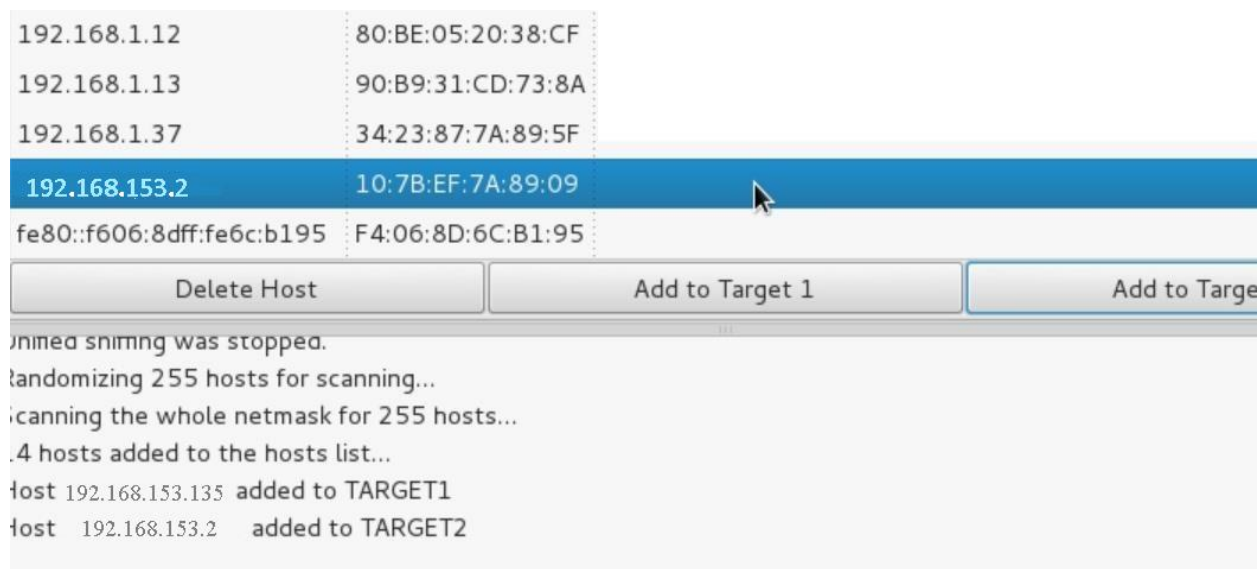 192.168.1.12 80:BE:05:20:38:CF
192.168.1.13 90:B9:31:CD:73:8A
192.168.1.37 34:23:87:7A:89:5F
192.168.153.2 10:7B:EF:7A:89:09
fe80::f606:8dff:fe6c:b195 F4:06:8D:6C:B1:95
Delete Host Add to Target 1 Add to Targe
Unified sniffing was stopped.
Randomizing 255 hosts for scanning...
Scanning the whole netmask for 255 hosts...
4 hosts added to the hosts list...
Host 192.168.153.135 added to TARGET1
Host 192.168.153.2 added to TARGET2